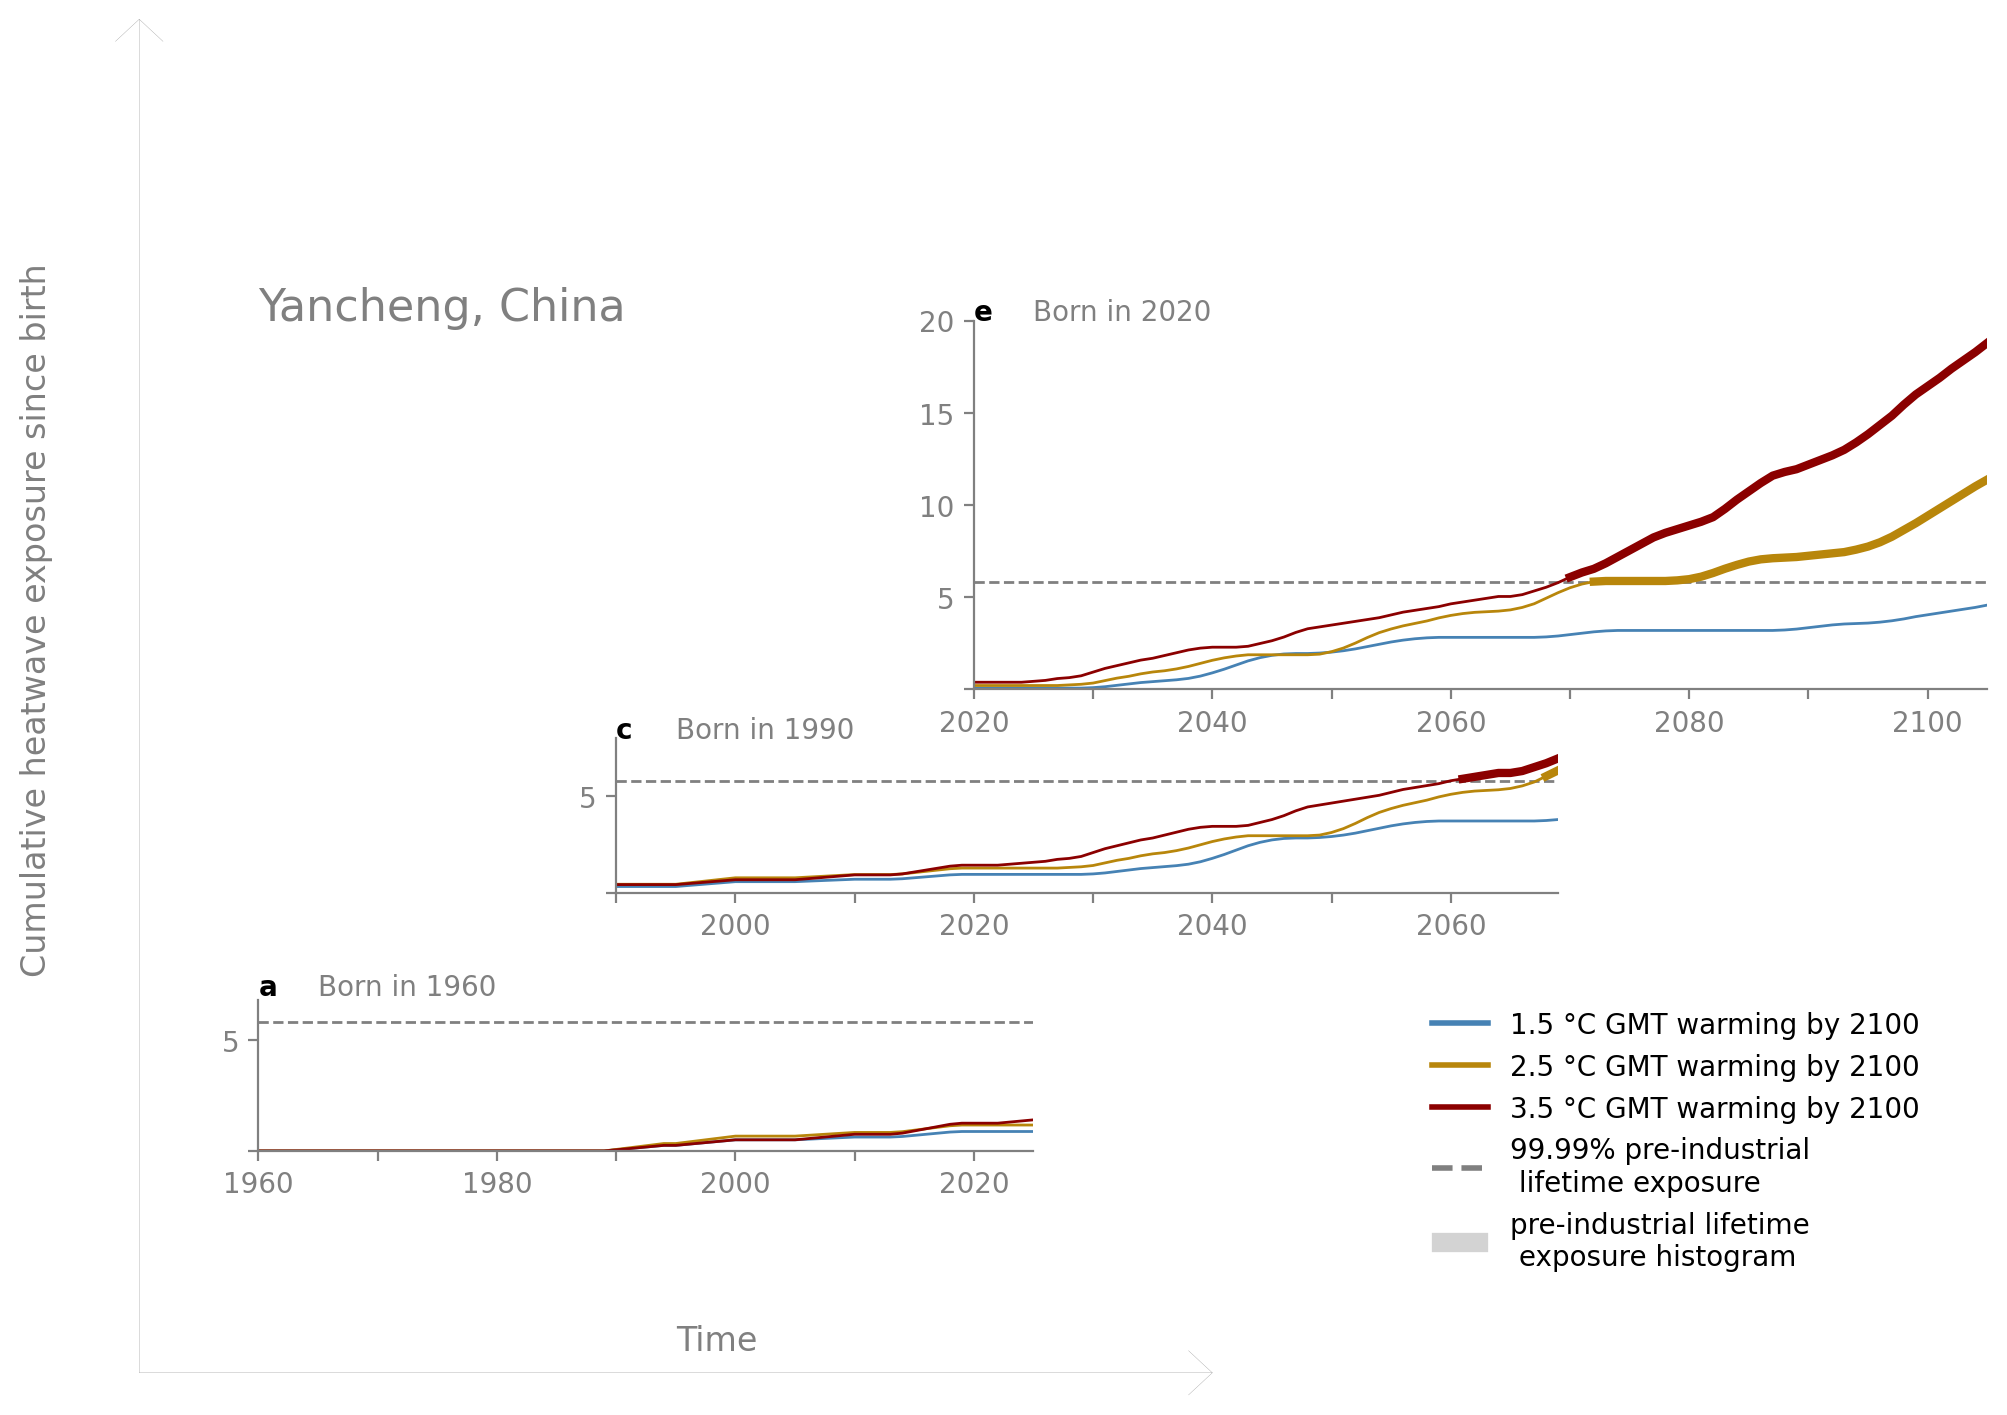 Cumulative heatwave exposure since birth
Yancheng, China
e Born in 2020
20
15
10
5
2020 2040 2060 2080 2100
c Born in 1990
5
2000 2020 2040 2060
a Born in 1960
5
1960 1980 2000 2020
1.5 °C GMT warming by 2100
2.5 °C GMT warming by 2100
3.5 °C GMT warming by 2100
99.99% pre-industrial
lifetime exposure
pre-industrial lifetime
exposure histogram
Time